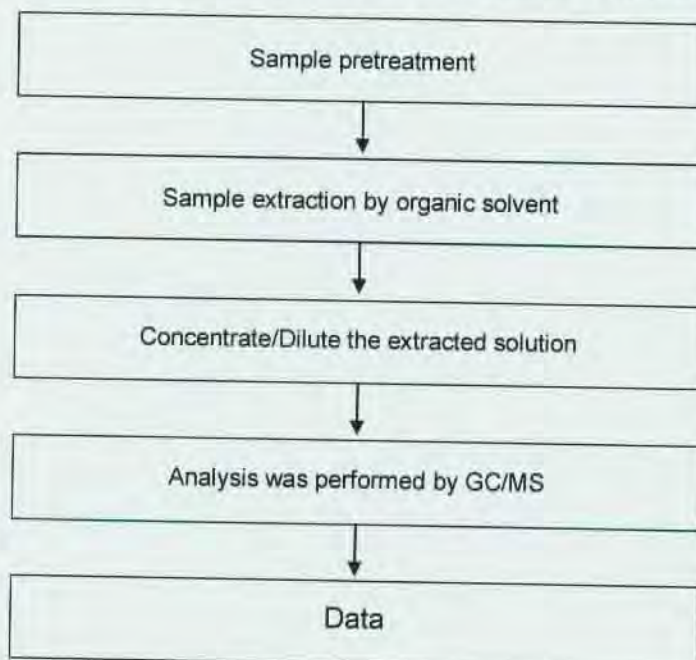 Sample pretreatment
Sample extraction by organic solvent
Concentrate/Dilute the extracted solution
Analysis was performed by GC/MS
Data